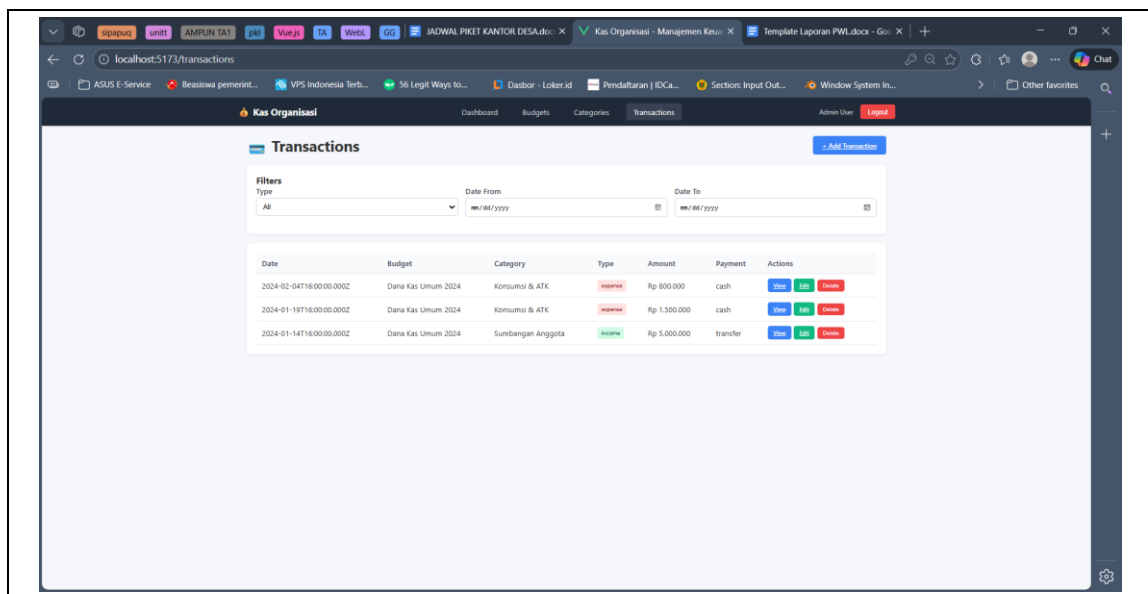 sipapuq unitt AMPUN TA1 pkl Vue.js TA WebL GG JADWAL PIKET KANTOR DESA.doc Kas Organisasi - Manajemen Keua Template Laporan PWL.docx - Goo
localhost:5173/transactions Chat
ASUS E-Service Beasiswa pemerint... VPS Indonesia Terb... 56 Legit Ways to... Dasbor - Loker.id Pendaftaran | IDCa... Section: Input Out... Window System In... Other favorites
Kas Organisasi Dashboard Budgets Categories Transactions Admin User Logout
Transactions + Add Transaction
Filters
Type Date From Date To
All mm/dd/yyyy mm/dd/yyyy
Date Budget Category Type Amount Payment Actions
2024-02-04T16:00:00.000Z Dana Kas Umum 2024 Konsumsi & ATK expense Rp 800.000 cash View Edit Delete
2024-01-19T16:00:00.000Z Dana Kas Umum 2024 Konsumsi & ATK expense Rp 1.500.000 cash View Edit Delete
2024-01-14T16:00:00.000Z Dana Kas Umum 2024 Sumbangan Anggota income Rp 5.000.000 transfer View Edit Delete